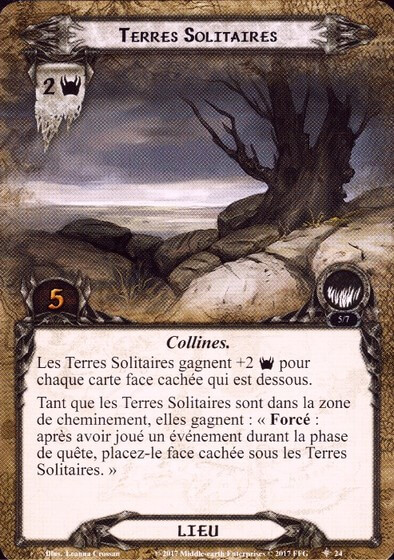 TERRES SOLITAIRES
2
5
5/7
Collines.
Les Terres Solitaires gagnent +2 pour
chaque carte face cachée qui est dessous.
Tant que les Terres Solitaires sont dans la zone
de cheminement, elles gagnent : « Forcé :
après avoir joué un événement durant la phase
de quête, placez-le face cachée sous les Terres
Solitaires. »
LIEU
Illus. Leanna Crossan © 2017 Middle-earth Enterprises © 2017 FFG 24